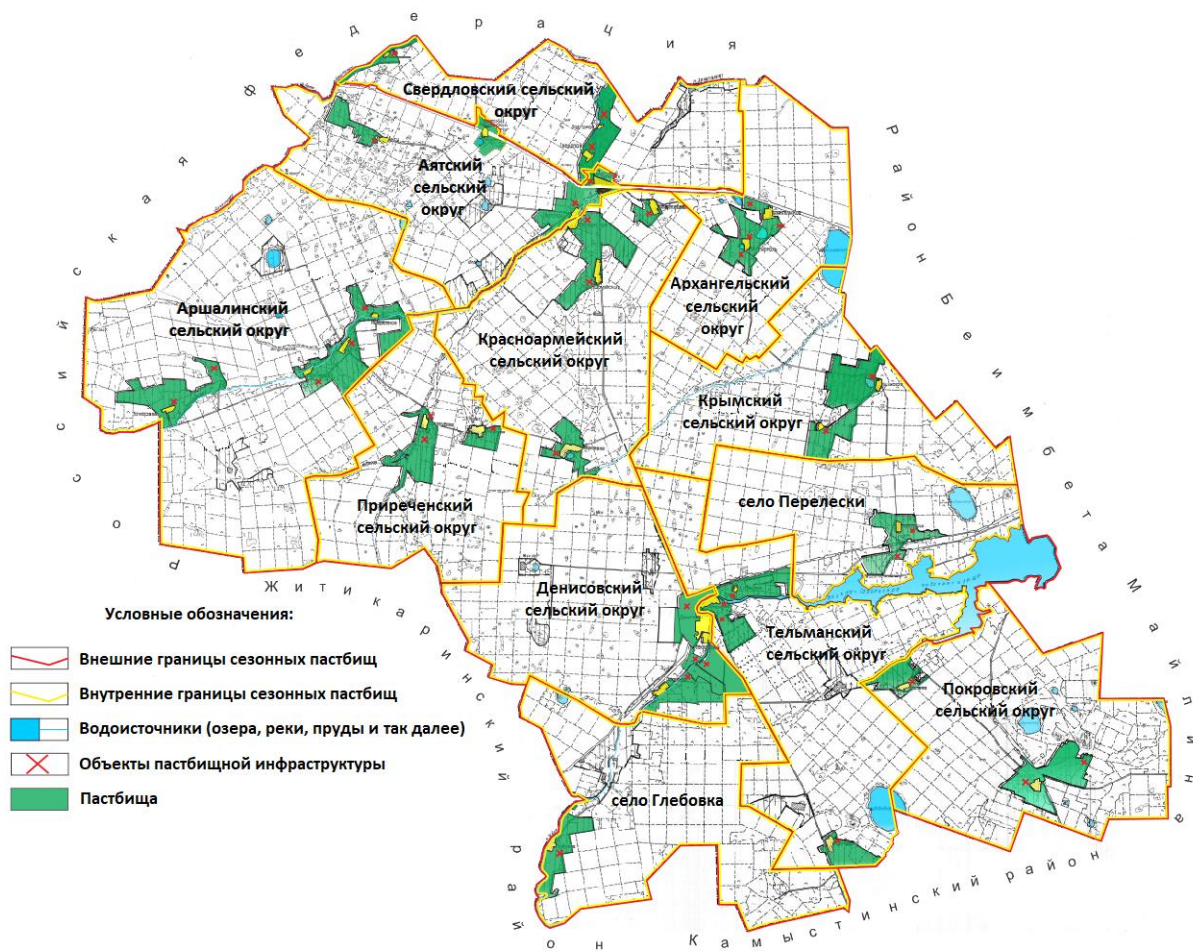 Российская Федерация
Район Беимбета Майлина
Житикаринский район
Камыстинский район
Свердловский сельский
округ
Аятский
сельский
округ
Аршалинский
сельский округ
Красноармейский
сельский округ
Архангельский
сельский
округ
Крымский
сельский округ
село Перелески
Приреченский
сельский округ
Денисовский
сельский округ
Тельманский
сельский округ
Покровский
сельский округ
село Глебовка
Условные обозначения:
Внешние границы сезонных пастбищ
Внутренние границы сезонных пастбищ
Водоисточники (озера, реки, пруды и так далее)
Объекты пастбищной инфраструктуры
Пастбища